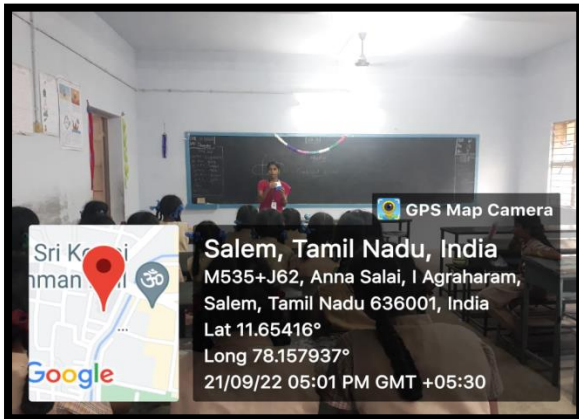 GPS Map Camera
Salem, Tamil Nadu, India
M535+J62, Anna Salai, I Agraharam,
Salem, Tamil Nadu 636001, India
Lat 11.65416°
Long 78.157937°
21/09/22 05:01 PM GMT +05:30
Sri
Google